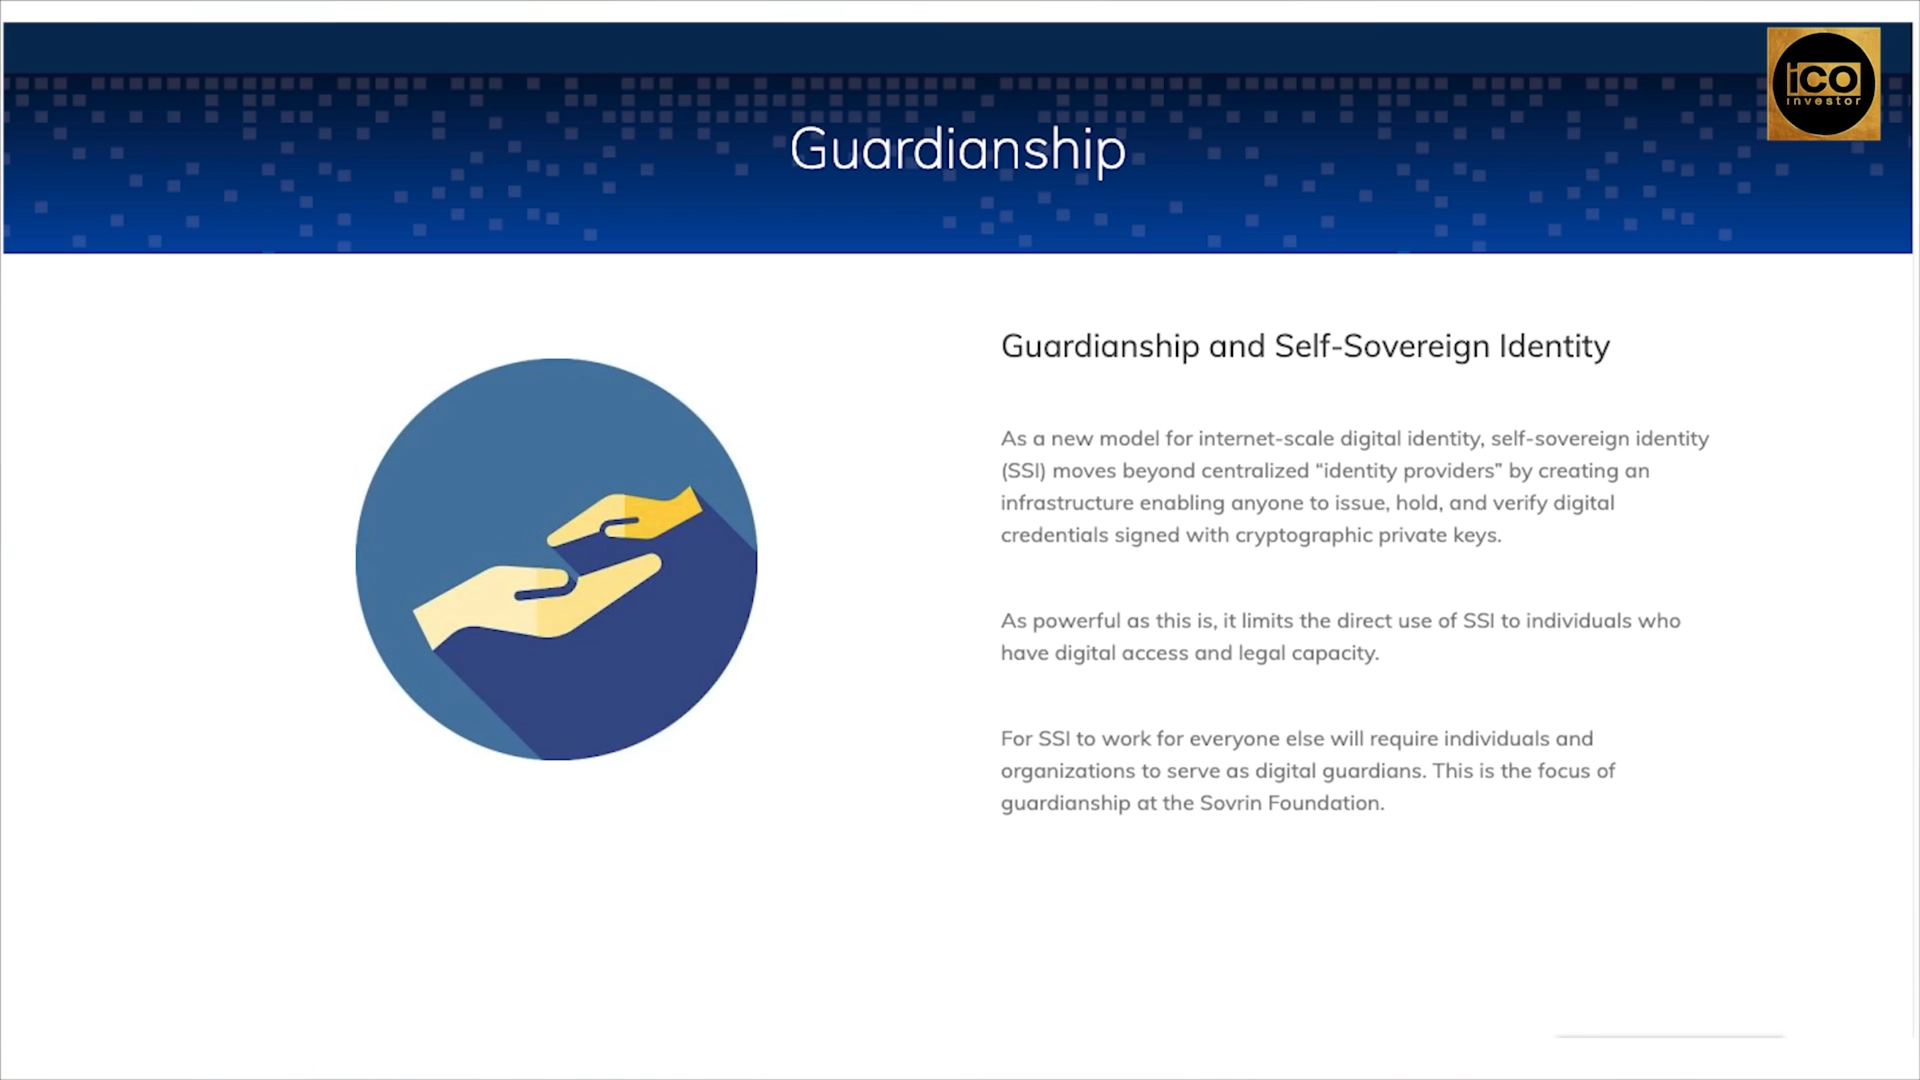 iCO
investor
Guardianship
Guardianship and Self-Sovereign Identity
As a new model for internet-scale digital identity, self-sovereign identity
(SSI) moves beyond centralized “identity providers” by creating an
infrastructure enabling anyone to issue, hold, and verify digital
credentials signed with cryptographic private keys.
As powerful as this is, it limits the direct use of SSI to individuals who
have digital access and legal capacity.
For SSI to work for everyone else will require individuals and
organizations to serve as digital guardians. This is the focus of
guardianship at the Sovrin Foundation.